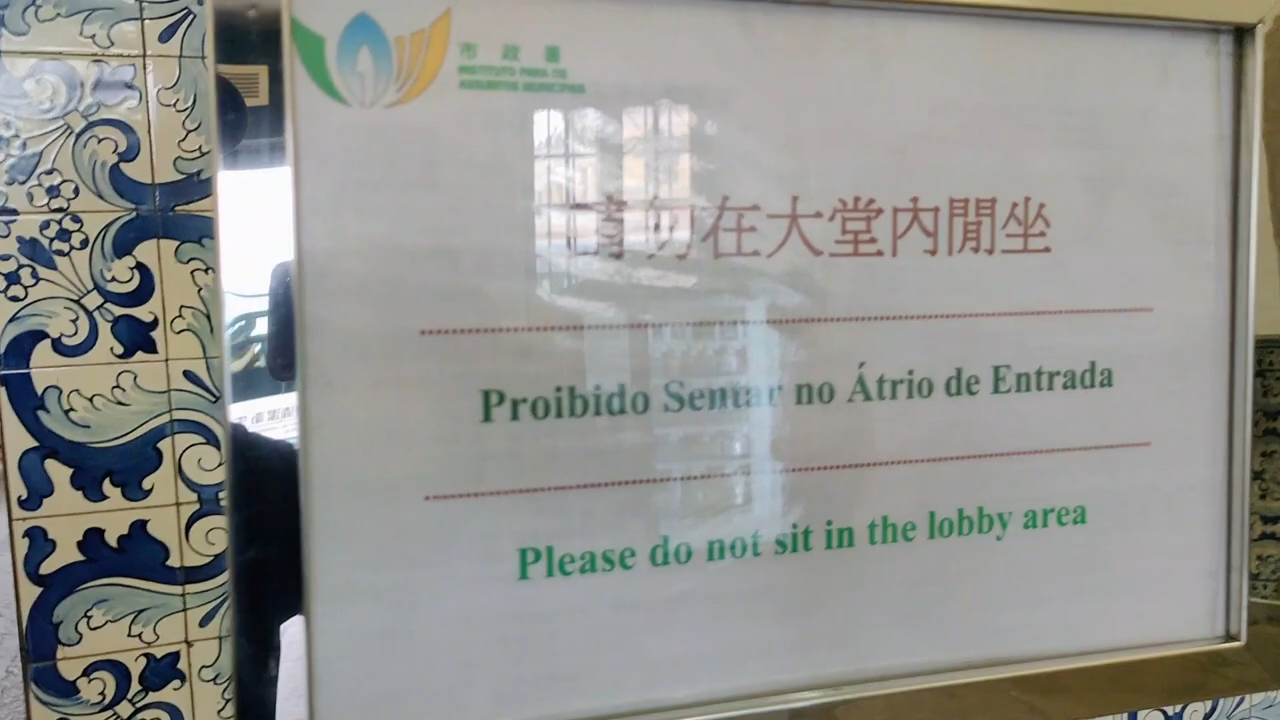 市政署
INSTITUTO PARA OS
ASSUNTOS MUNICIPAIS
請勿在大堂內閒坐
Proibido Sentar no Átrio de Entrada
Please do not sit in the lobby area